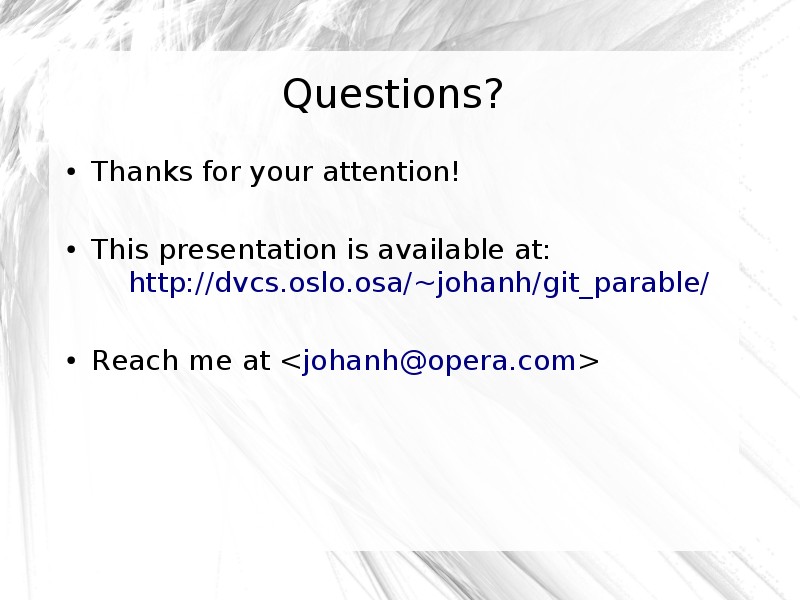 Questions?
• Thanks for your attention!
• This presentation is available at:
http://dvcs.oslo.osa/~johanh/git_parable/
• Reach me at <johanh@opera.com>